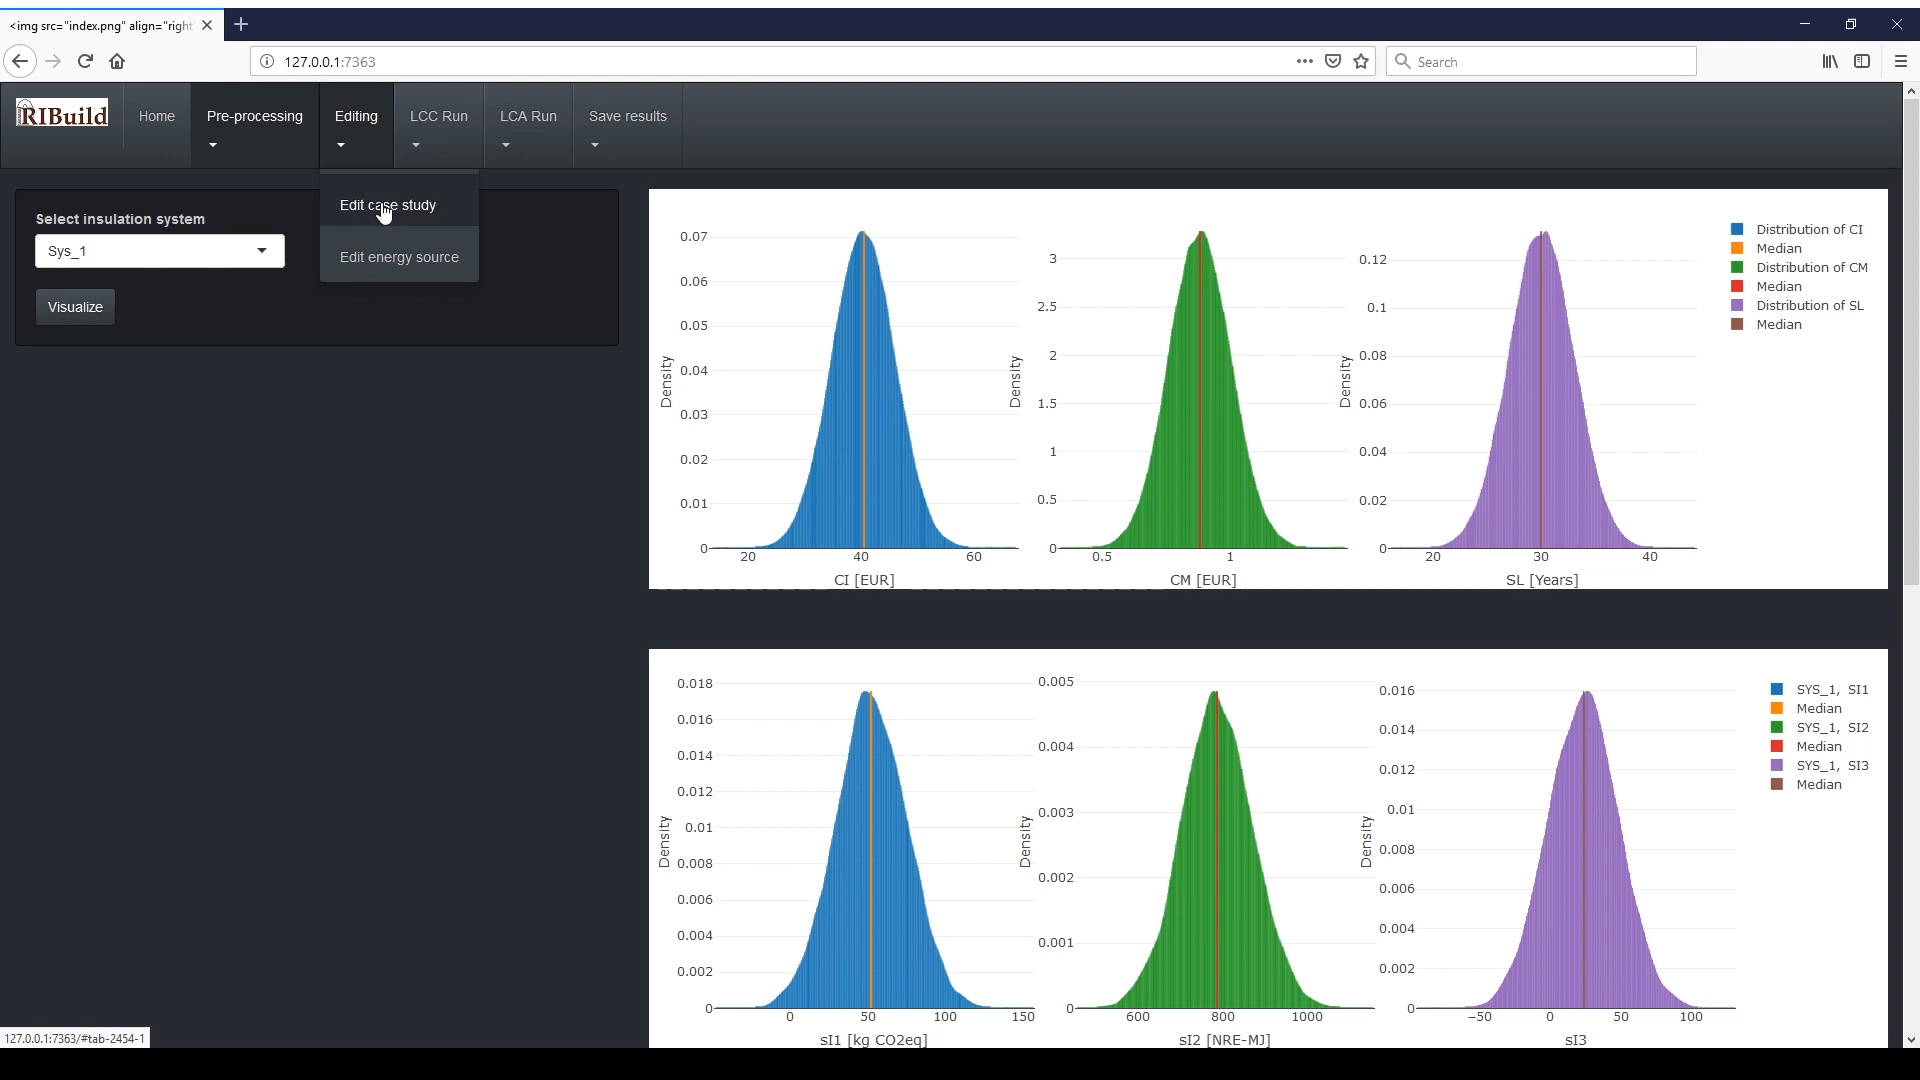 <img src="index.png" align="right
127.0.0.1:7363
Search
RIBuild
Home
Pre-processing
Editing
LCC Run
LCA Run
Save results
Edit case study
Edit energy source
Select insulation system
Sys_1
Visualize
0.07
0.06
0.05
0.04
0.03
0.02
0.01
0
Density
20
40
60
CI [EUR]
3
2.5
2
1.5
1
0.5
0
Density
0.5
1
CM [EUR]
0.12
0.1
0.08
0.06
0.04
0.02
0
Density
20
30
40
SL [Years]
Distribution of CI
Median
Distribution of CM
Median
Distribution of SL
Median
0.018
0.016
0.014
0.012
0.01
0.008
0.006
0.004
0.002
0
Density
0
50
100
150
sI1 [kg CO2eq]
0.005
0.004
0.003
0.002
0.001
0
Density
600
800
1000
sI2 [NRE-MJ]
0.016
0.014
0.012
0.01
0.008
0.006
0.004
0.002
0
Density
−50
0
50
100
sI3
SYS_1, SI1
Median
SYS_1, SI2
Median
SYS_1, SI3
Median
127.0.0.1:7363/#tab-2454-1